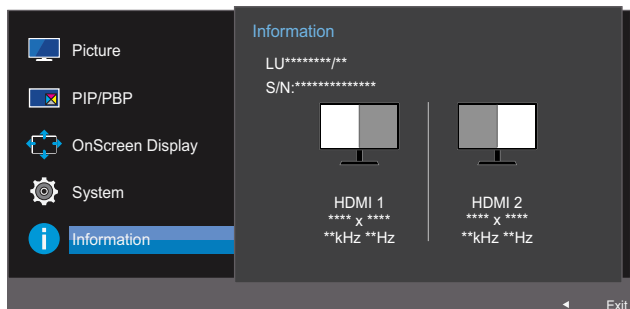 Picture
PIP/PBP
OnScreen Display
System
Information
Information
LU********/**
S/N:**************
HDMI 1
**** x ****
**kHz **Hz
HDMI 2
**** x ****
**kHz **Hz
Exit